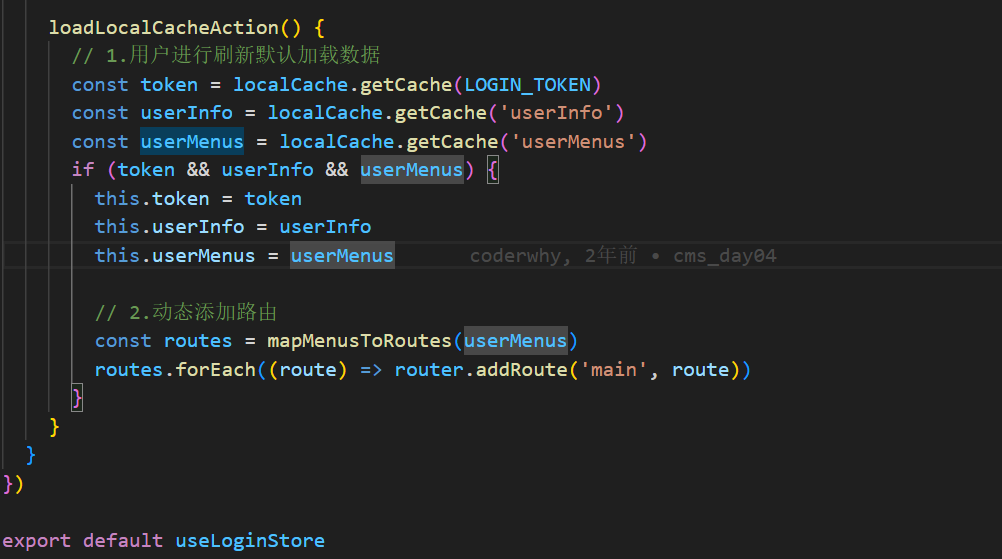 loadLocalCacheAction() {
// 1.用户进行刷新默认加载数据
const token = localCache.getCache(LOGIN_TOKEN)
const userInfo = localCache.getCache('userInfo')
const userMenus = localCache.getCache('userMenus')
if (token && userInfo && userMenus) {
this.token = token
this.userInfo = userInfo
this.userMenus = userMenus coderwhy, 2年前 • cms_day04
// 2.动态添加路由
const routes = mapMenusToRoutes(userMenus)
routes.forEach((route) => router.addRoute('main', route))
}
}
}
})
export default useLoginStore